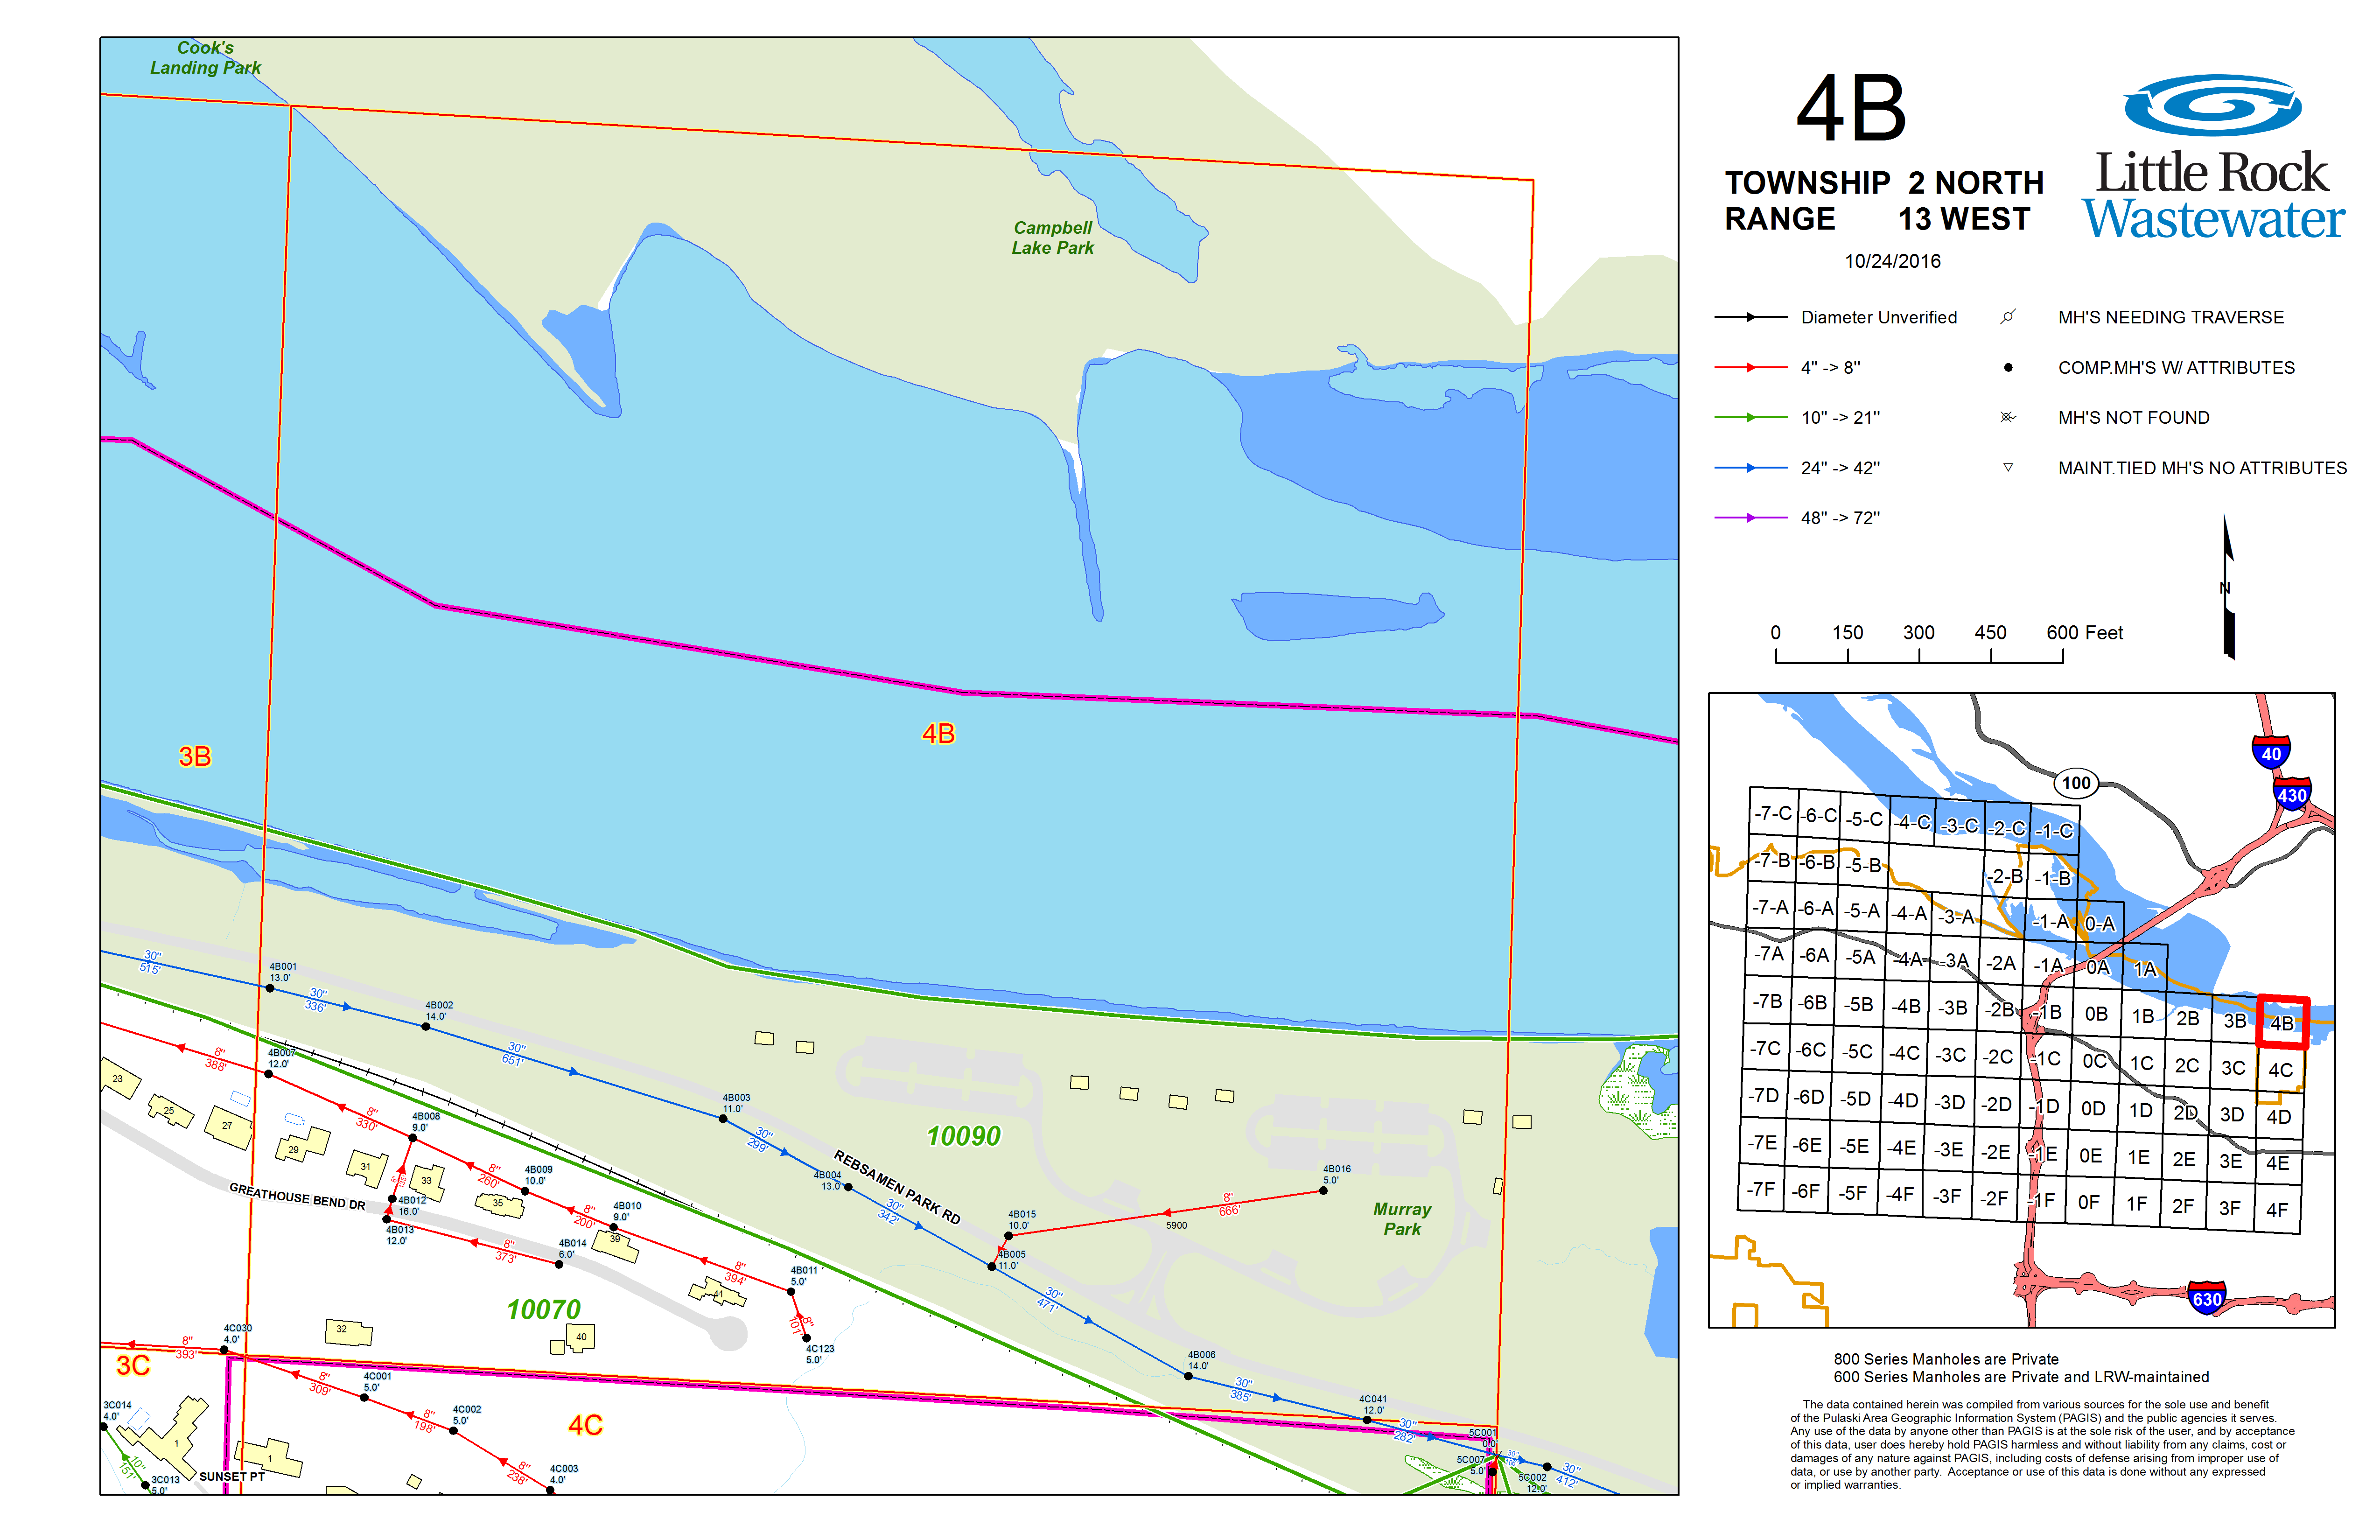 Cook's
Landing Park
Campbell
Lake Park
3B
4B
30"
515'
4B001
13.0'
30"
336'
4B002
14.0'
30"
651'
4B003
11.0'
30"
299'
4B004
13.0'
REBSAMEN PARK RD
30"
342'
10090
8"
388'
4B007
12.0'
8"
330'
4B008
9.0'
8"
260'
4B009
10.0'
8"
200'
4B010
9.0'
8"
394'
4B011
5.0'
8"
101'
4C123
5.0'
23
25
27
29
31
33
35
39
41
GREATHOUSE BEND DR
4B012
16.0'
4B013
12.0'
8"
373'
4B014
6.0'
4B015
10.0'
4B005
11.0'
8"
666'
5900
4B016
5.0'
Murray
Park
30"
471'
10070
32
40
4B006
14.0'
30"
385'
4C041
12.0'
30"
282'
4C030
4.0'
8"
393'
3C
8"
309'
4C001
5.0'
8"
198'
4C002
5.0'
8"
238'
4C003
4.0'
4C
3C014
4.0'
10"
151'
3C013
5.0'
1
1
SUNSET PT
5C001
0.0'
5C007
5.0'
5C002
12.0'
30"
30"
412'
4B
TOWNSHIP 2 NORTH
RANGE 13 WEST
10/24/2016
Little Rock
Wastewater
Diameter Unverified
4" -> 8"
10" -> 21"
24" -> 42"
48" -> 72"
MH'S NEEDING TRAVERSE
COMP.MH'S W/ ATTRIBUTES
MH'S NOT FOUND
MAINT.TIED MH'S NO ATTRIBUTES
N
0 150 300 450 600 Feet
40
430
100
630
-7-C -6-C -5-C -4-C -3-C -2-C -1-C
-7-B -6-B -5-B -2-B -1-B
-7-A -6-A -5-A -4-A -3-A -1-A 0-A
-7A -6A -5A -4A -3A -2A -1A 0A 1A
-7B -6B -5B -4B -3B -2B -1B 0B 1B 2B 3B 4B
-7C -6C -5C -4C -3C -2C -1C 0C 1C 2C 3C 4C
-7D -6D -5D -4D -3D -2D -1D 0D 1D 2D 3D 4D
-7E -6E -5E -4E -3E -2E -1E 0E 1E 2E 3E 4E
-7F -6F -5F -4F -3F -2F -1F 0F 1F 2F 3F 4F
800 Series Manholes are Private
600 Series Manholes are Private and LRW-maintained
The data contained herein was compiled from various sources for the sole use and benefit
of the Pulaski Area Geographic Information System (PAGIS) and the public agencies it serves.
Any use of the data by anyone other than PAGIS is at the sole risk of the user, and by acceptance
of this data, user does hereby hold PAGIS harmless and without liability from any claims, cost or
damages of any nature against PAGIS, including costs of defense arising from improper use of
data, or use by another party. Acceptance or use of this data is done without any expressed
or implied warranties.